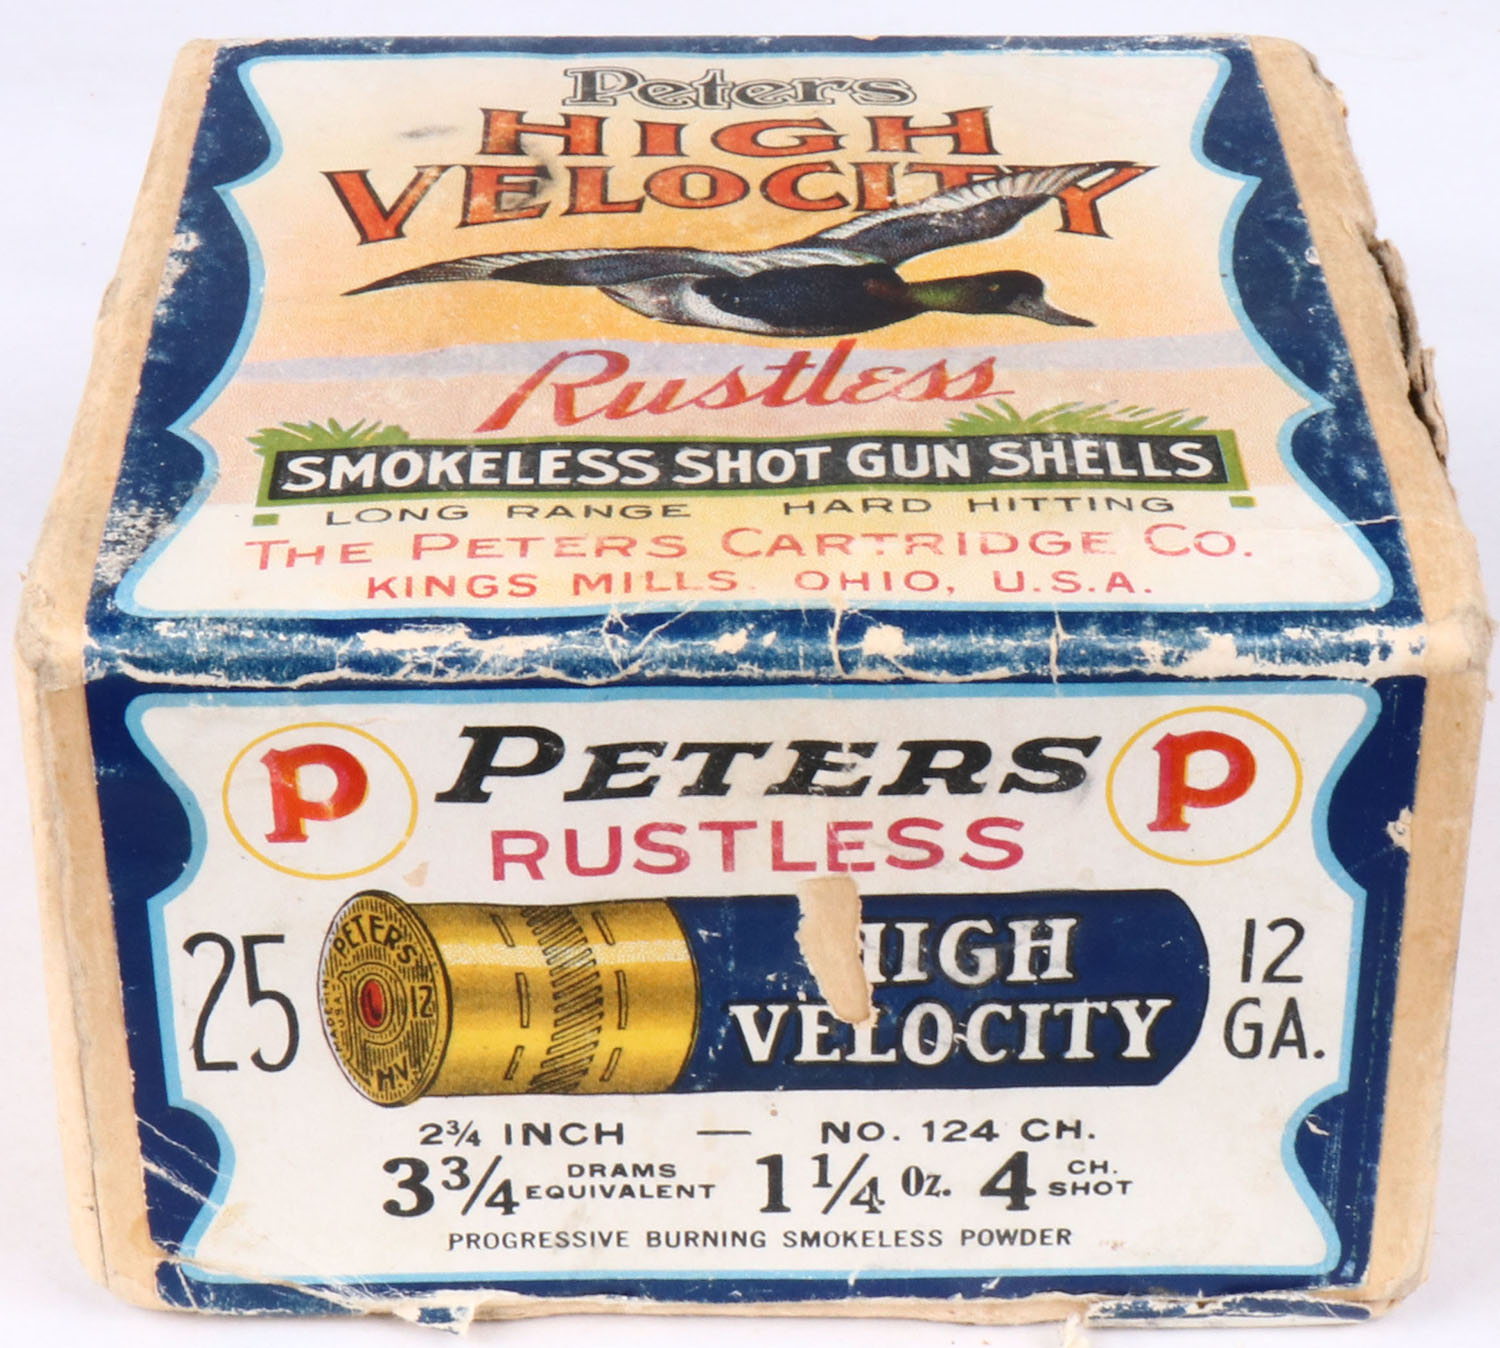 Peters
HIGH
VELOCITY
Rustless
SMOKELESS SHOT GUN SHELLS
LONG RANGE HARD HITTING
THE PETERS CARTRIDGE CO.
KINGS MILLS. OHIO, U.S.A.
P PETERS P
RUSTLESS
25
PETERS
12
MADE IN
U.S.A.
H.V.
HIGH
VELOCITY
12
GA.
2¾ INCH — NO. 124 CH.
3¾ DRAMS EQUIVALENT 1¼ Oz. 4 CH. SHOT
PROGRESSIVE BURNING SMOKELESS POWDER